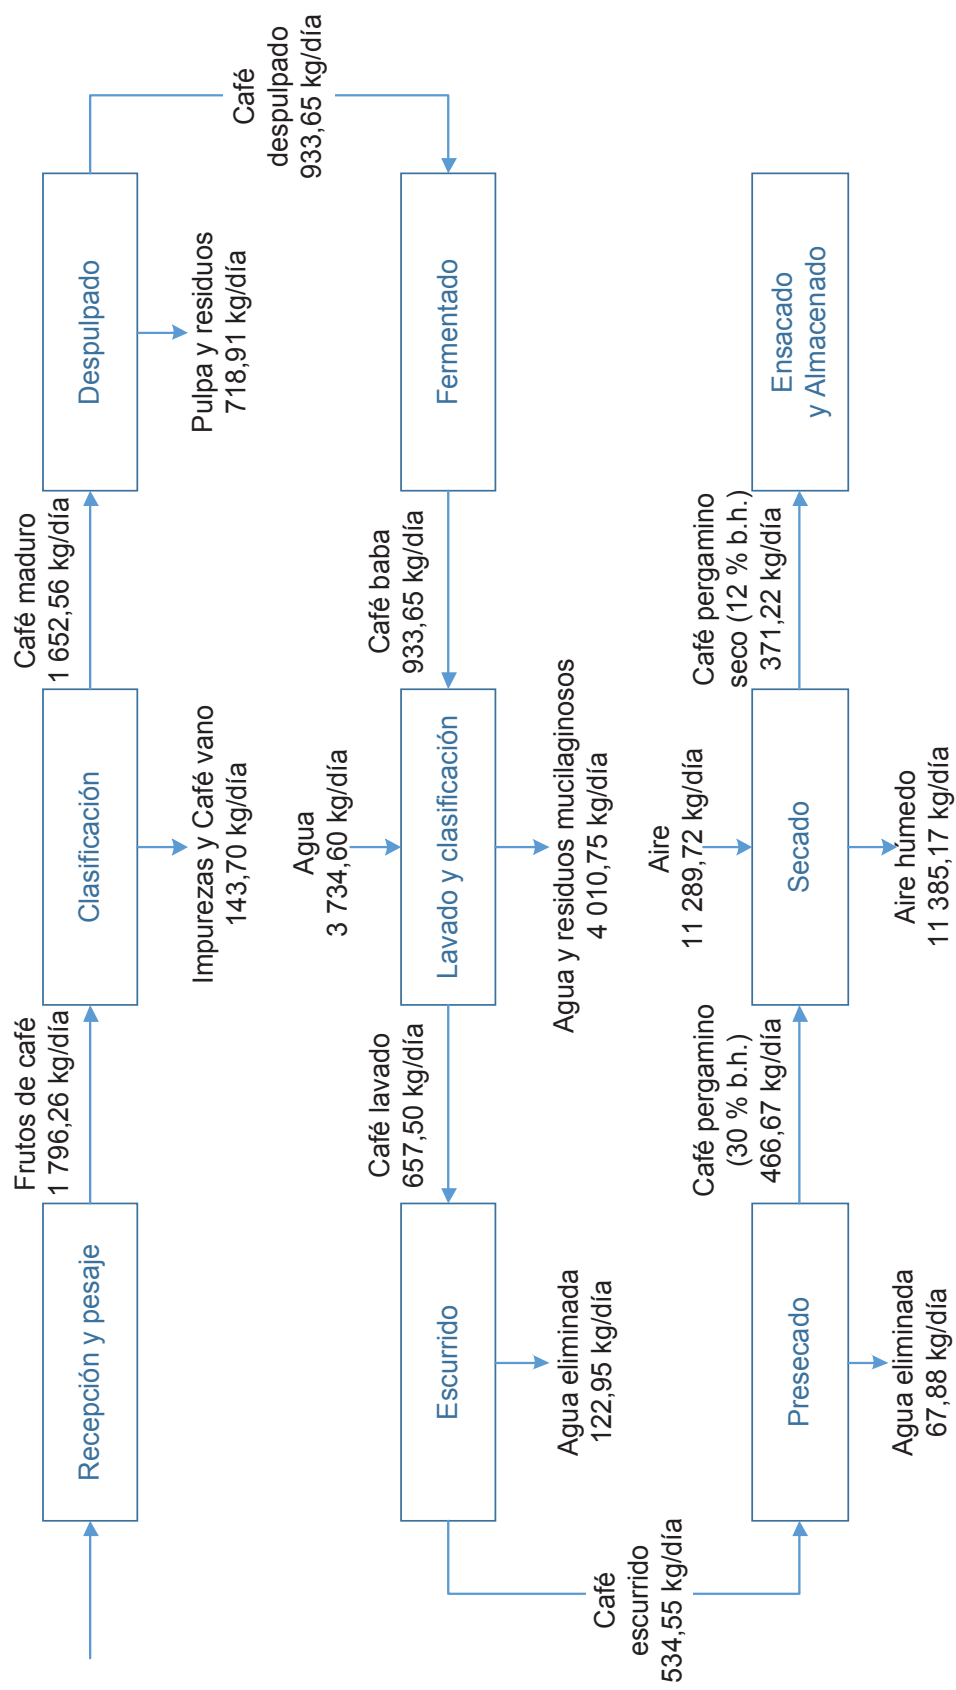 Recepción y pesaje
Frutos de café
1 796,26 kg/día
Clasificación
Impurezas y Café vano
143,70 kg/día
Café maduro
1 652,56 kg/día
Despulpado
Pulpa y residuos
718,91 kg/día
Café
despulpado
933,65 kg/día
Fermentado
Café baba
933,65 kg/día
Agua
3 734,60 kg/día
Lavado y clasificación
Agua y residuos mucilaginosos
4 010,75 kg/día
Café lavado
657,50 kg/día
Escurrido
Agua eliminada
122,95 kg/día
Café
escurrido
534,55 kg/día
Presecado
Agua eliminada
67,88 kg/día
Café pergamino
(30 % b.h.)
466,67 kg/día
Aire
11 289,72 kg/día
Secado
Aire húmedo
11 385,17 kg/día
Café pergamino
seco (12 % b.h.)
371,22 kg/día
Ensacado
y Almacenado